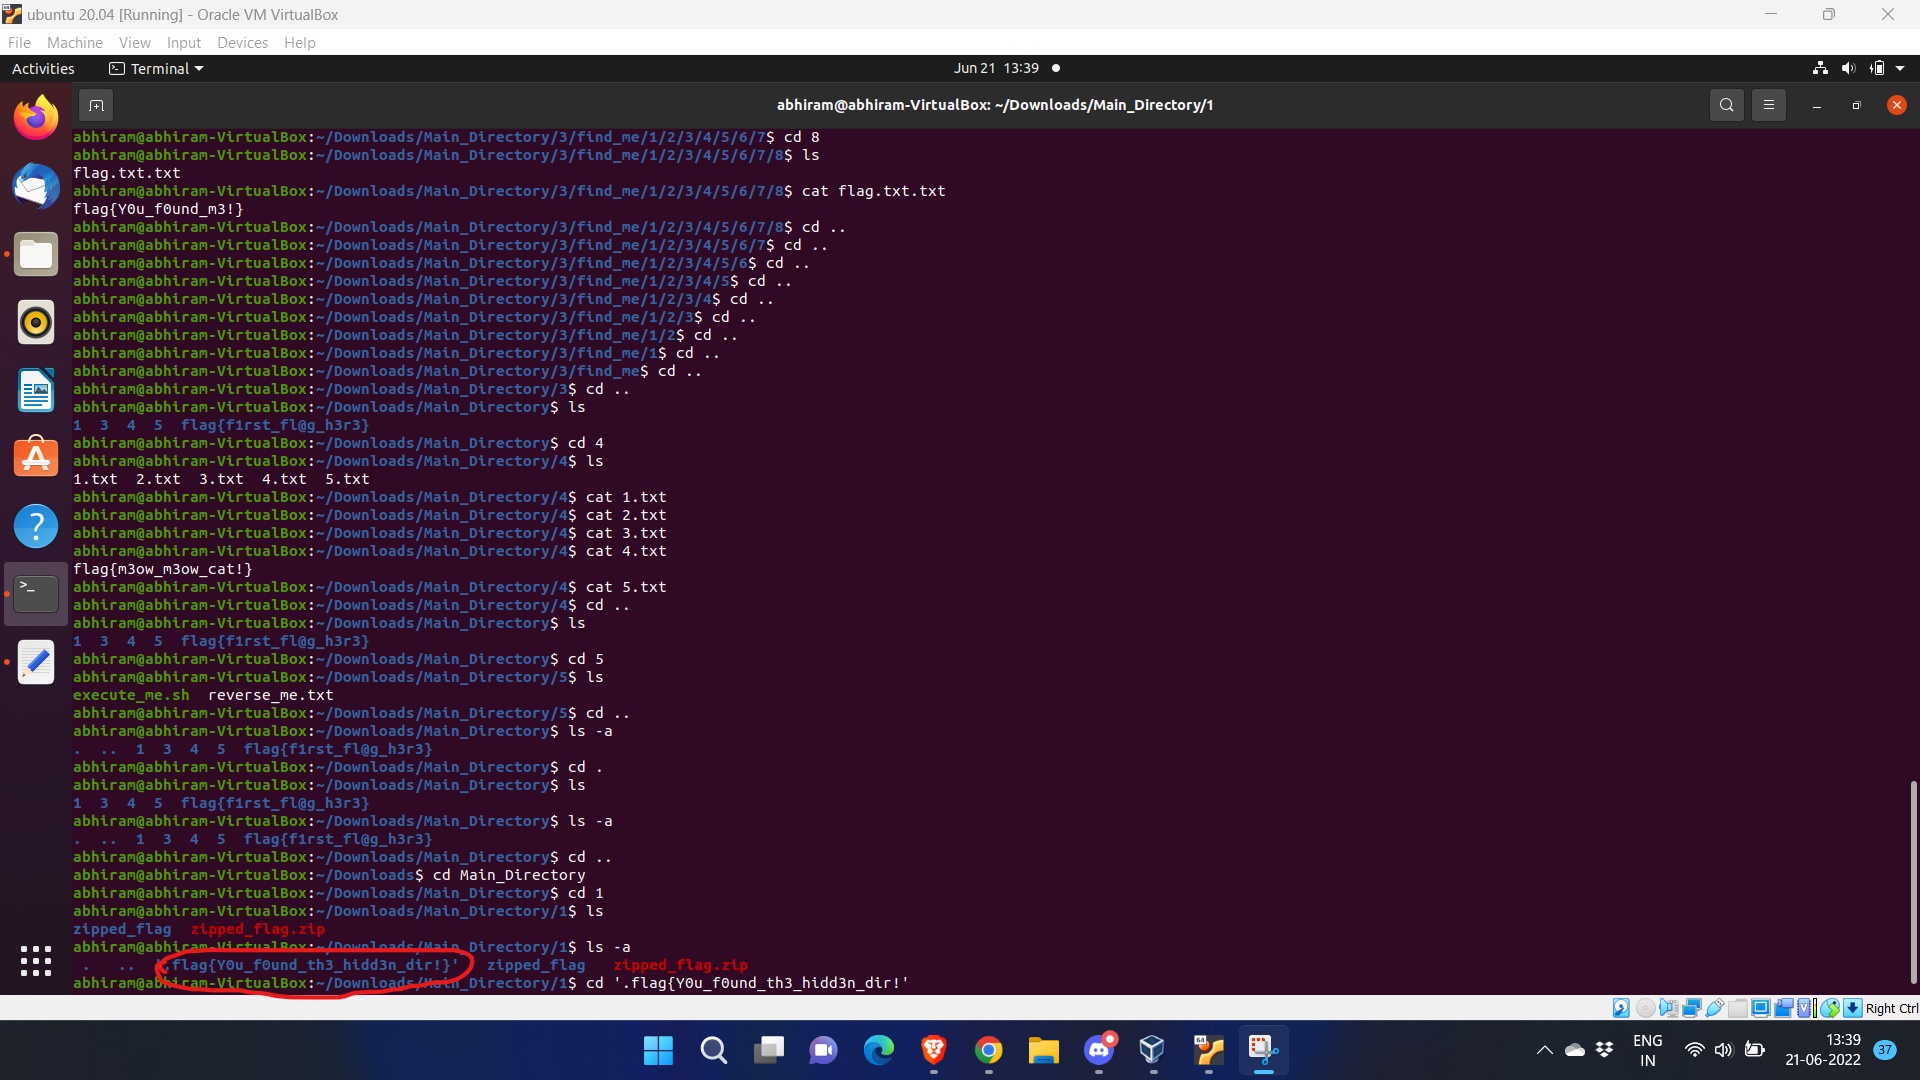 ubuntu 20.04 [Running] - Oracle VM VirtualBox
File Machine View Input Devices Help
Activities Terminal Jun 21 13:39
abhiram@abhiram-VirtualBox: ~/Downloads/Main_Directory/1
abhiram@abhiram-VirtualBox:~/Downloads/Main_Directory/3/find_me/1/2/3/4/5/6/7$ cd 8
abhiram@abhiram-VirtualBox:~/Downloads/Main_Directory/3/find_me/1/2/3/4/5/6/7/8$ ls
flag.txt.txt
abhiram@abhiram-VirtualBox:~/Downloads/Main_Directory/3/find_me/1/2/3/4/5/6/7/8$ cat flag.txt.txt
flag{Y0u_f0und_m3!}
abhiram@abhiram-VirtualBox:~/Downloads/Main_Directory/3/find_me/1/2/3/4/5/6/7/8$ cd ..
abhiram@abhiram-VirtualBox:~/Downloads/Main_Directory/3/find_me/1/2/3/4/5/6/7$ cd ..
abhiram@abhiram-VirtualBox:~/Downloads/Main_Directory/3/find_me/1/2/3/4/5/6$ cd ..
abhiram@abhiram-VirtualBox:~/Downloads/Main_Directory/3/find_me/1/2/3/4/5$ cd ..
abhiram@abhiram-VirtualBox:~/Downloads/Main_Directory/3/find_me/1/2/3/4$ cd ..
abhiram@abhiram-VirtualBox:~/Downloads/Main_Directory/3/find_me/1/2/3$ cd ..
abhiram@abhiram-VirtualBox:~/Downloads/Main_Directory/3/find_me/1/2$ cd ..
abhiram@abhiram-VirtualBox:~/Downloads/Main_Directory/3/find_me/1$ cd ..
abhiram@abhiram-VirtualBox:~/Downloads/Main_Directory/3/find_me$ cd ..
abhiram@abhiram-VirtualBox:~/Downloads/Main_Directory/3$ cd ..
abhiram@abhiram-VirtualBox:~/Downloads/Main_Directory$ ls
1 3 4 5 flag{f1rst_fl@g_h3r3}
abhiram@abhiram-VirtualBox:~/Downloads/Main_Directory$ cd 4
abhiram@abhiram-VirtualBox:~/Downloads/Main_Directory/4$ ls
1.txt 2.txt 3.txt 4.txt 5.txt
abhiram@abhiram-VirtualBox:~/Downloads/Main_Directory/4$ cat 1.txt
abhiram@abhiram-VirtualBox:~/Downloads/Main_Directory/4$ cat 2.txt
abhiram@abhiram-VirtualBox:~/Downloads/Main_Directory/4$ cat 3.txt
abhiram@abhiram-VirtualBox:~/Downloads/Main_Directory/4$ cat 4.txt
flag{m3ow_m3ow_cat!}
abhiram@abhiram-VirtualBox:~/Downloads/Main_Directory/4$ cat 5.txt
abhiram@abhiram-VirtualBox:~/Downloads/Main_Directory/4$ cd ..
abhiram@abhiram-VirtualBox:~/Downloads/Main_Directory$ ls
1 3 4 5 flag{f1rst_fl@g_h3r3}
abhiram@abhiram-VirtualBox:~/Downloads/Main_Directory$ cd 5
abhiram@abhiram-VirtualBox:~/Downloads/Main_Directory/5$ ls
execute_me.sh reverse_me.txt
abhiram@abhiram-VirtualBox:~/Downloads/Main_Directory/5$ cd ..
abhiram@abhiram-VirtualBox:~/Downloads/Main_Directory$ ls -a
. .. 1 3 4 5 flag{f1rst_fl@g_h3r3}
abhiram@abhiram-VirtualBox:~/Downloads/Main_Directory$ cd .
abhiram@abhiram-VirtualBox:~/Downloads/Main_Directory$ ls
1 3 4 5 flag{f1rst_fl@g_h3r3}
abhiram@abhiram-VirtualBox:~/Downloads/Main_Directory$ ls -a
. .. 1 3 4 5 flag{f1rst_fl@g_h3r3}
abhiram@abhiram-VirtualBox:~/Downloads/Main_Directory$ cd ..
abhiram@abhiram-VirtualBox:~/Downloads$ cd Main_Directory
abhiram@abhiram-VirtualBox:~/Downloads/Main_Directory$ cd 1
abhiram@abhiram-VirtualBox:~/Downloads/Main_Directory/1$ ls
zipped_flag zipped_flag.zip
abhiram@abhiram-VirtualBox:~/Downloads/Main_Directory/1$ ls -a
. .. '.flag{Y0u_f0und_th3_hidd3n_dir!}' zipped_flag zipped_flag.zip
abhiram@abhiram-VirtualBox:~/Downloads/Main_Directory/1$ cd '.flag{Y0u_f0und_th3_hidd3n_dir!'
Right Ctrl
ENG
IN
13:39
21-06-2022
37